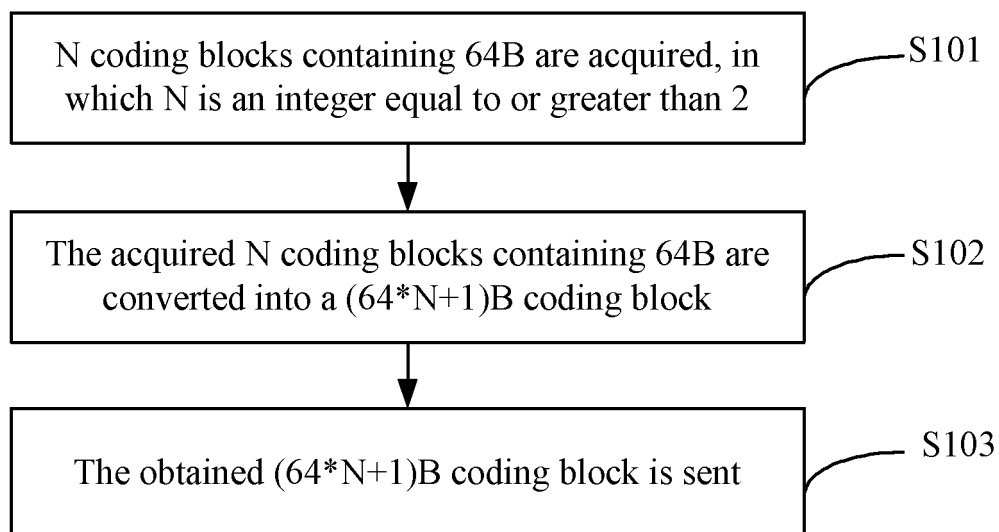 N coding blocks containing 64B are acquired, in
which N is an integer equal to or greater than 2
S101
The acquired N coding blocks containing 64B are
converted into a (64*N+1)B coding block
S102
The obtained (64*N+1)B coding block is sent
S103